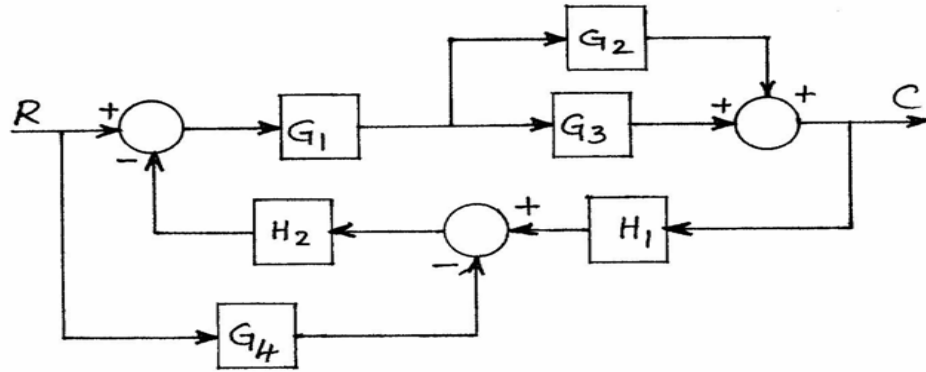 G2
R + G1 G3 + + C
-
H2 + H1
-
G4